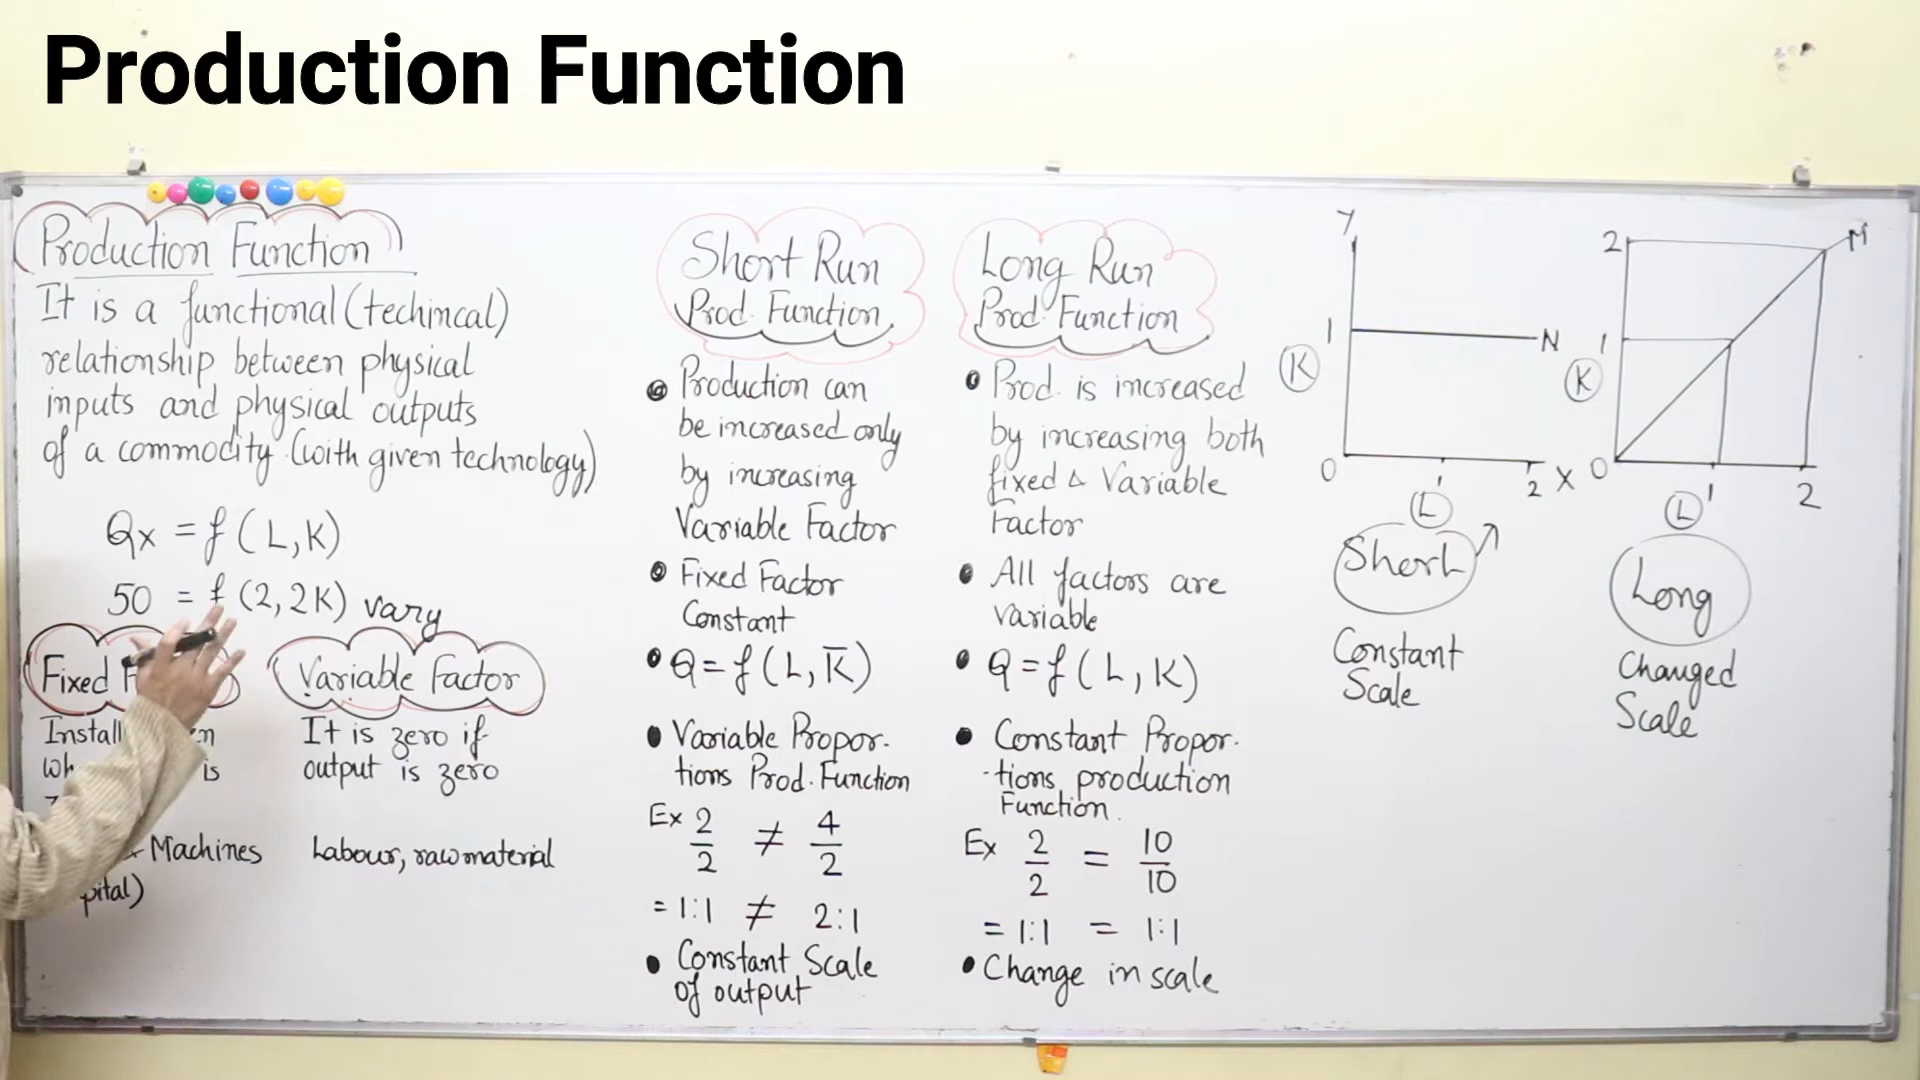 Production Function
Production Function
It is a functional (techincal)
relationship between physical
inputs and physical outputs
of a commodity (with given technology)
Qx = f (L, K)
50 = f (2, 2K) vary
Fixed
Variable Factor
It is zero if
output is zero
is
Machines
Labour, raw material
Short Run
Prod. Function
Production can
be increased only
by increasing
Variable Factor
Fixed Factor
Constant
Q = f (L, K̅)
Variable Propor-
tions Prod. Function
Ex 2/2 ≠ 4/2
= 1:1 ≠ 2:1
Constant Scale
of output
Long Run
Prod. Function
Prod. is increased
by increasing both
fixed & Variable
Factor
All factors are
variable
Q = f (L, K)
Constant Propor-
-tions production
Function.
Ex 2/2 = 10/10
= 1:1 = 1:1
Change in scale
Y
1
N
K
0
1
2
X
L
Short
Constant
Scale
2
M
1
K
0
1
2
L
Long
Changed
Scale